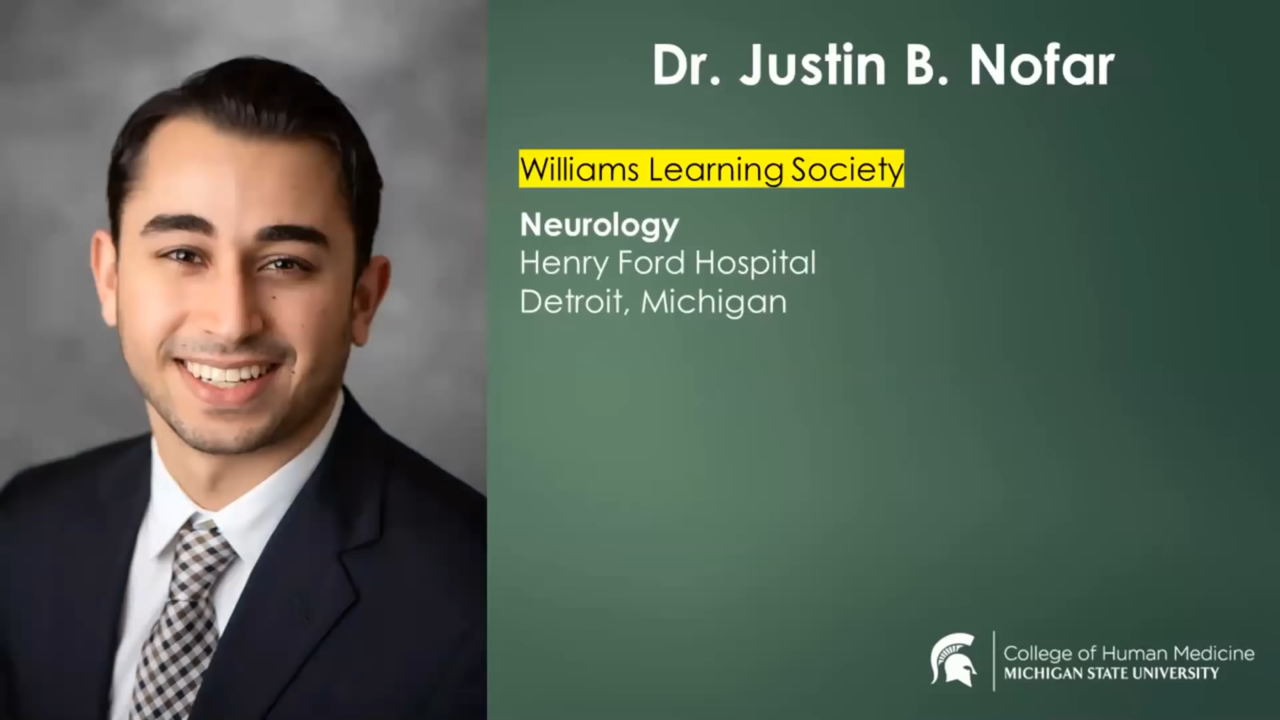 Dr. Justin B. Nofar
Williams Learning Society
Neurology
Henry Ford Hospital
Detroit, Michigan
College of Human Medicine
MICHIGAN STATE UNIVERSITY